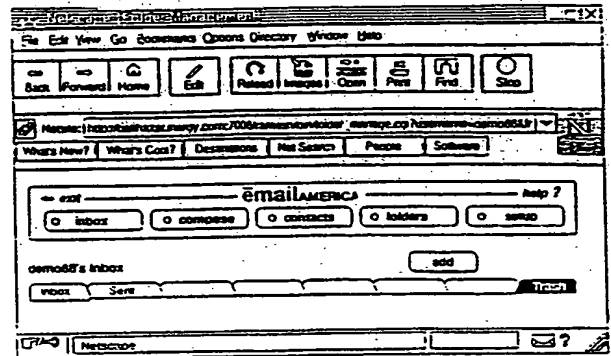 File Edit View Go Bookmarks Options Directory Window Help
Back Forward Home Edit Reload Images Open Print Find Stop
What's New? What's Cool? Destinations Net Search People Software
exit ēmailAMERICA help ?
inbox compose contacts folders setup
demo68's Inbox add
Inbox Sent Trash
Netscape ?